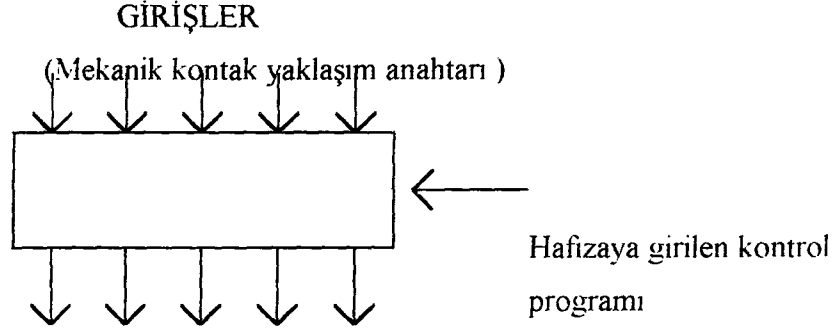 GİRİŞLER
(Mekanik kontak yaklaşım anahtarı )
Hafızaya girilen kontrol
programı